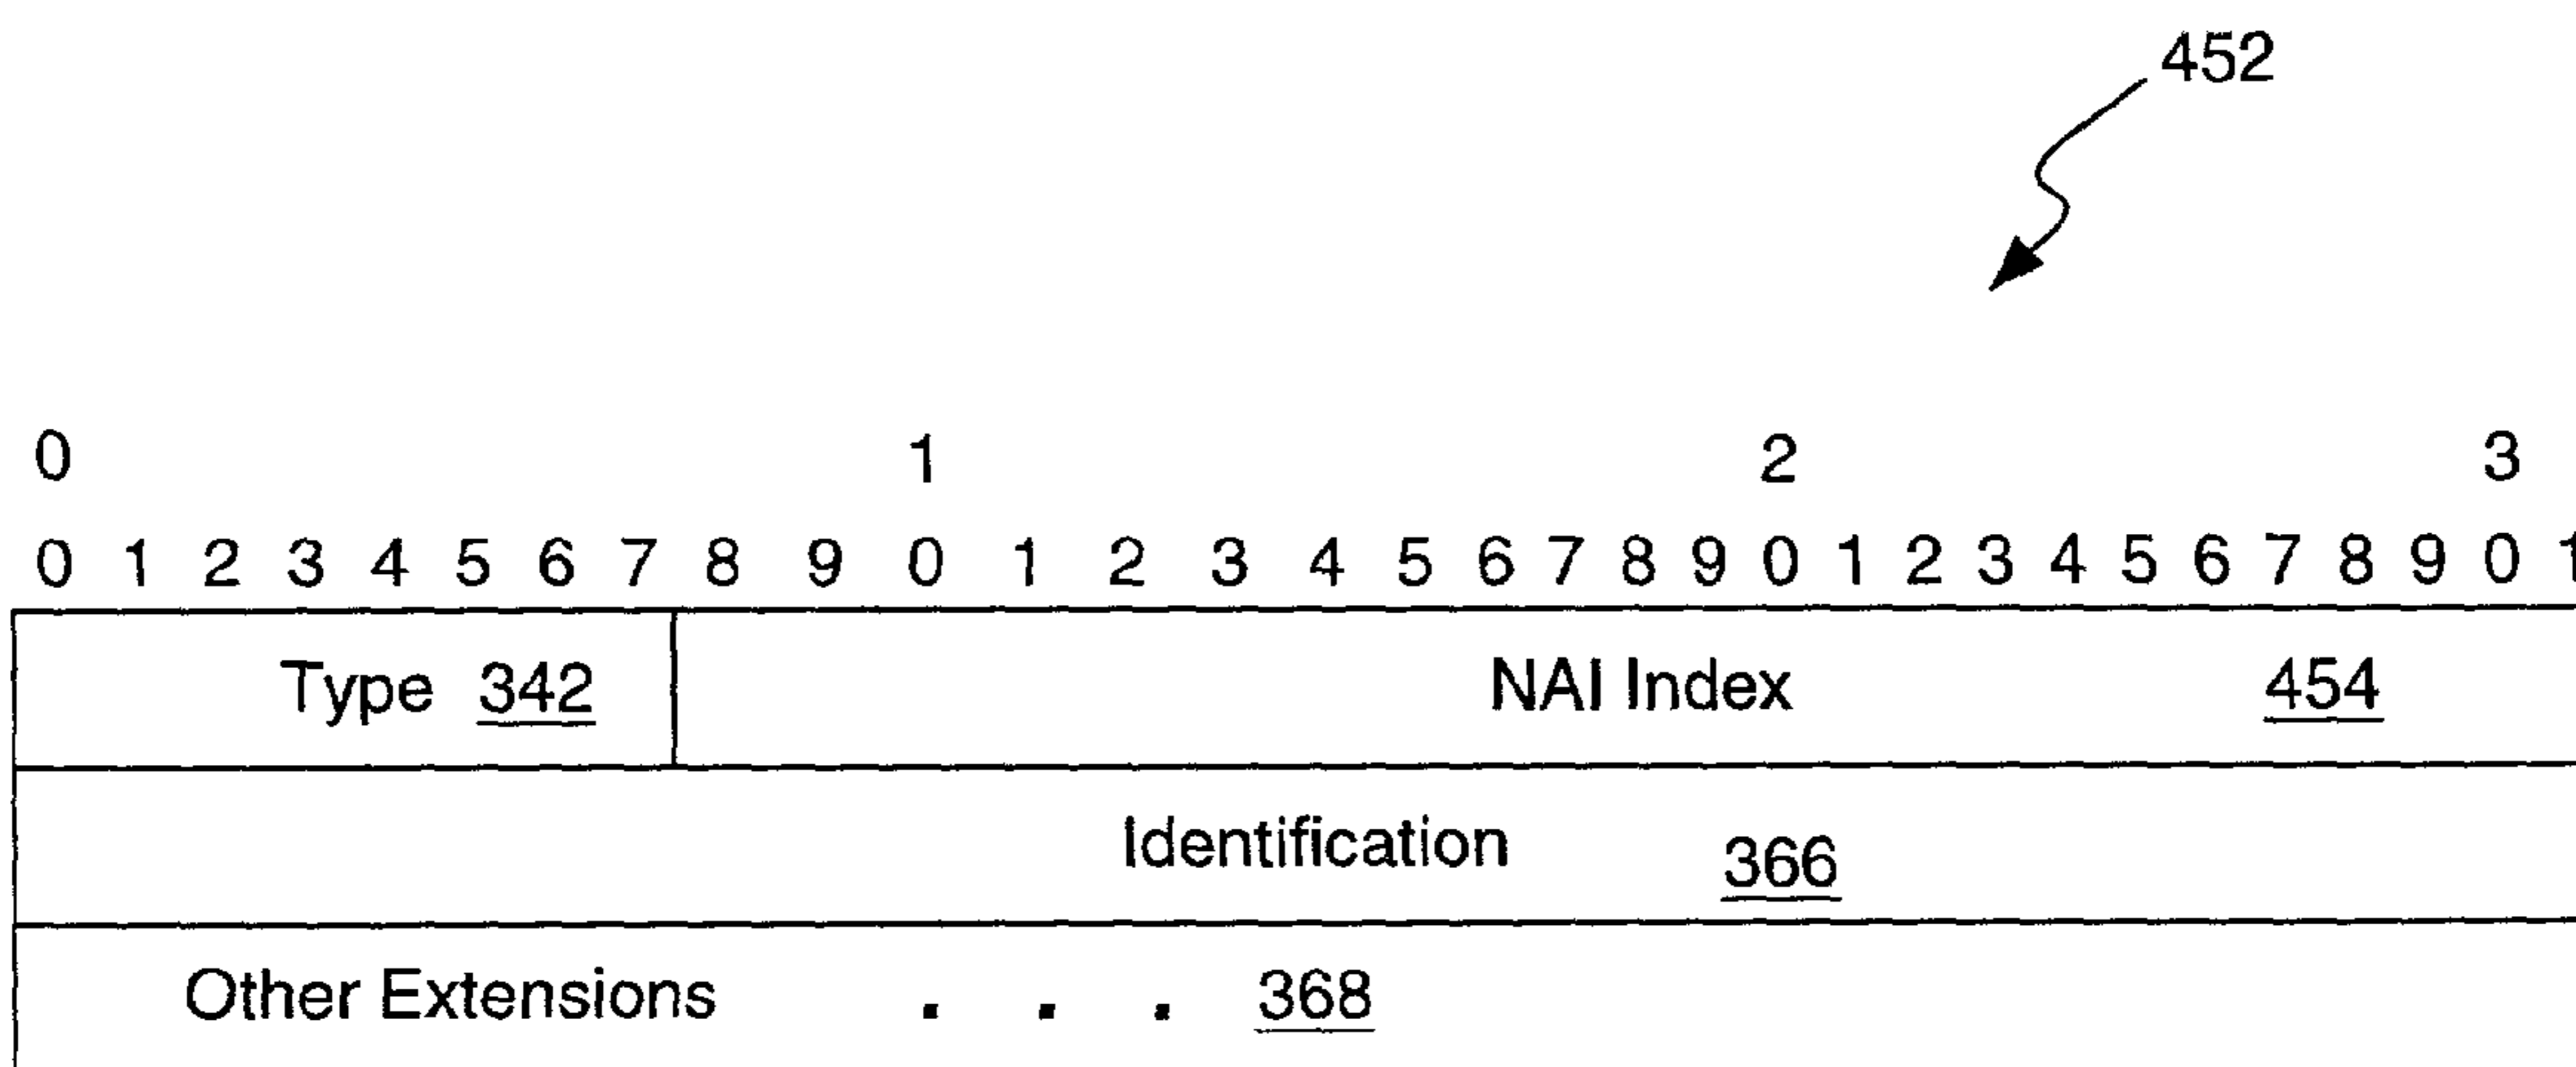 452
0 1 2 3
0 1 2 3 4 5 6 7 8 9 0 1 2 3 4 5 6 7 8 9 0 1 2 3 4 5 6 7 8 9 0 1
Type 342 NAI Index 454
Identification 366
Other Extensions . . . 368